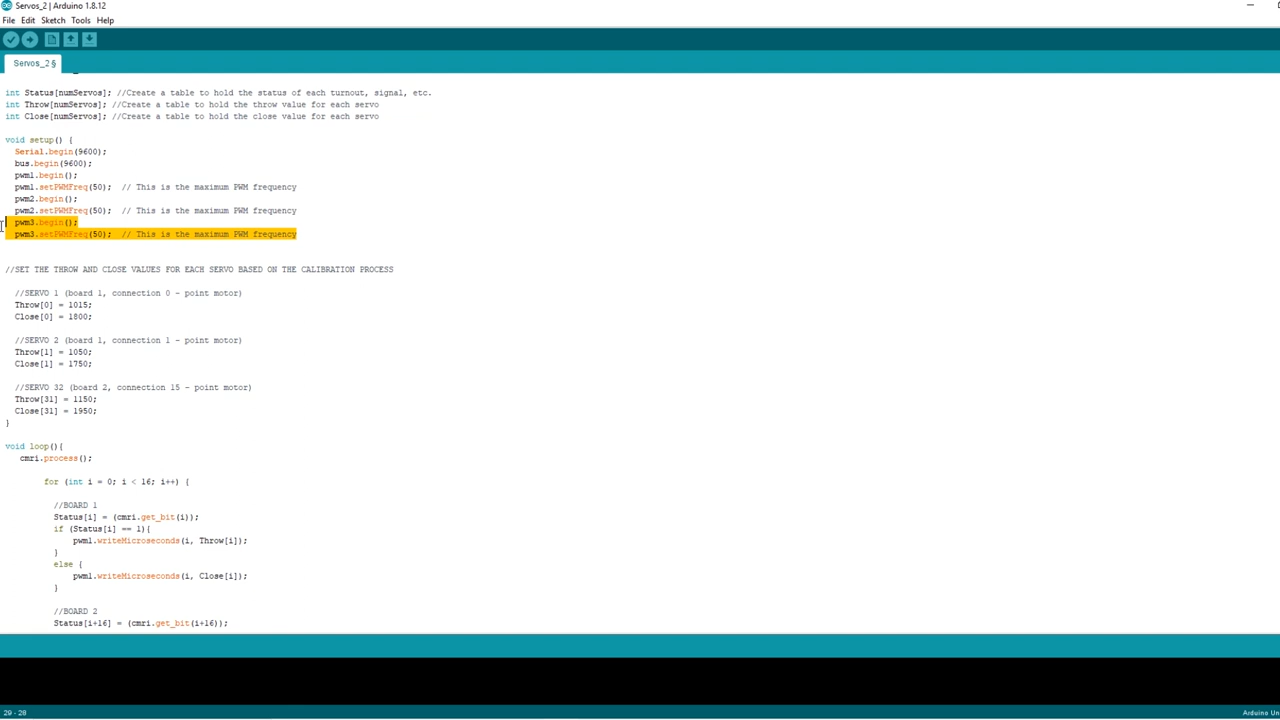 Servos_2 | Arduino 1.8.12
File Edit Sketch Tools Help
Servos_2 §
int Status[numServos]; //Create a table to hold the status of each turnout, signal, etc.
int Throw[numServos]; //Create a table to hold the throw value for each servo
int Close[numServos]; //Create a table to hold the close value for each servo
void setup() {
Serial.begin(9600);
bus.begin(9600);
pwm1.begin();
pwm1.setPWMFreq(50); // This is the maximum PWM frequency
pwm2.begin();
pwm2.setPWMFreq(50); // This is the maximum PWM frequency
pwm3.begin();
pwm3.setPWMFreq(50); // This is the maximum PWM frequency
//SET THE THROW AND CLOSE VALUES FOR EACH SERVO BASED ON THE CALIBRATION PROCESS
//SERVO 1 (board 1, connection 0 - point motor)
Throw[0] = 1015;
Close[0] = 1800;
//SERVO 2 (board 1, connection 1 - point motor)
Throw[1] = 1050;
Close[1] = 1750;
//SERVO 32 (board 2, connection 15 - point motor)
Throw[31] = 1150;
Close[31] = 1950;
}
void loop(){
cmri.process();
for (int i = 0; i < 16; i++) {
//BOARD 1
Status[i] = (cmri.get_bit(i));
if (Status[i] == 1){
pwm1.writeMicroseconds(i, Throw[i]);
}
else {
pwm1.writeMicroseconds(i, Close[i]);
}
//BOARD 2
Status[i+16] = (cmri.get_bit(i+16));
29 - 28
Arduino Un